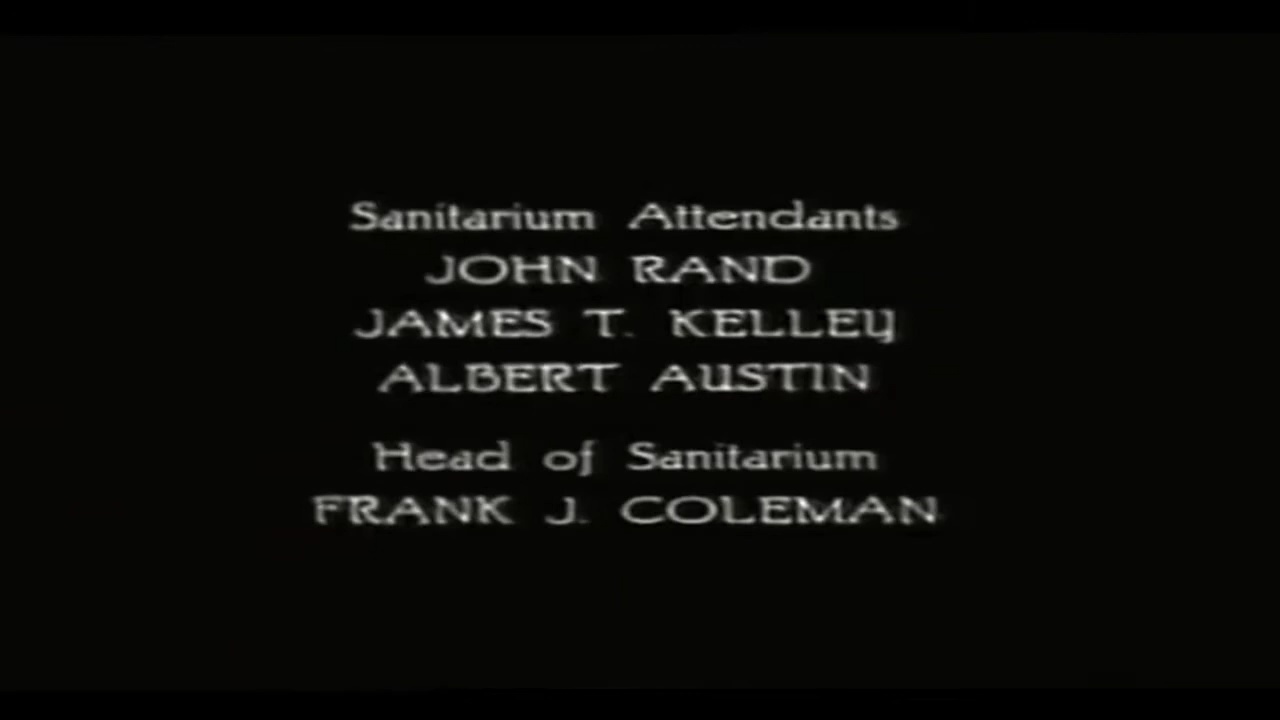 Sanitarium Attendants
JOHN RAND
JAMES T. KELLEY
ALBERT AUSTIN
Head of Sanitarium
FRANK J. COLEMAN